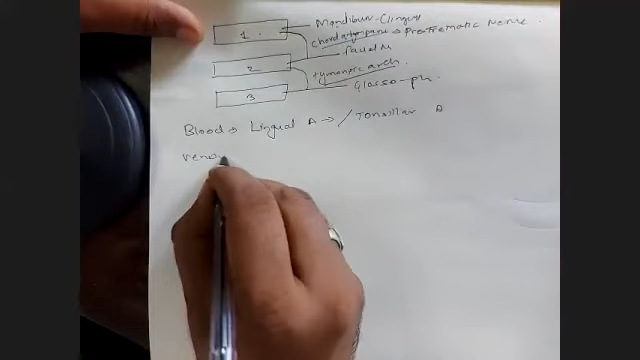 1. Mandibular-Lingual
chorda tympani → Pretrematic Nerve.
2 facial N
tympanic arch.
3 Glosso-ph.
Blood → Lingual A → / Tonsillar A
veno